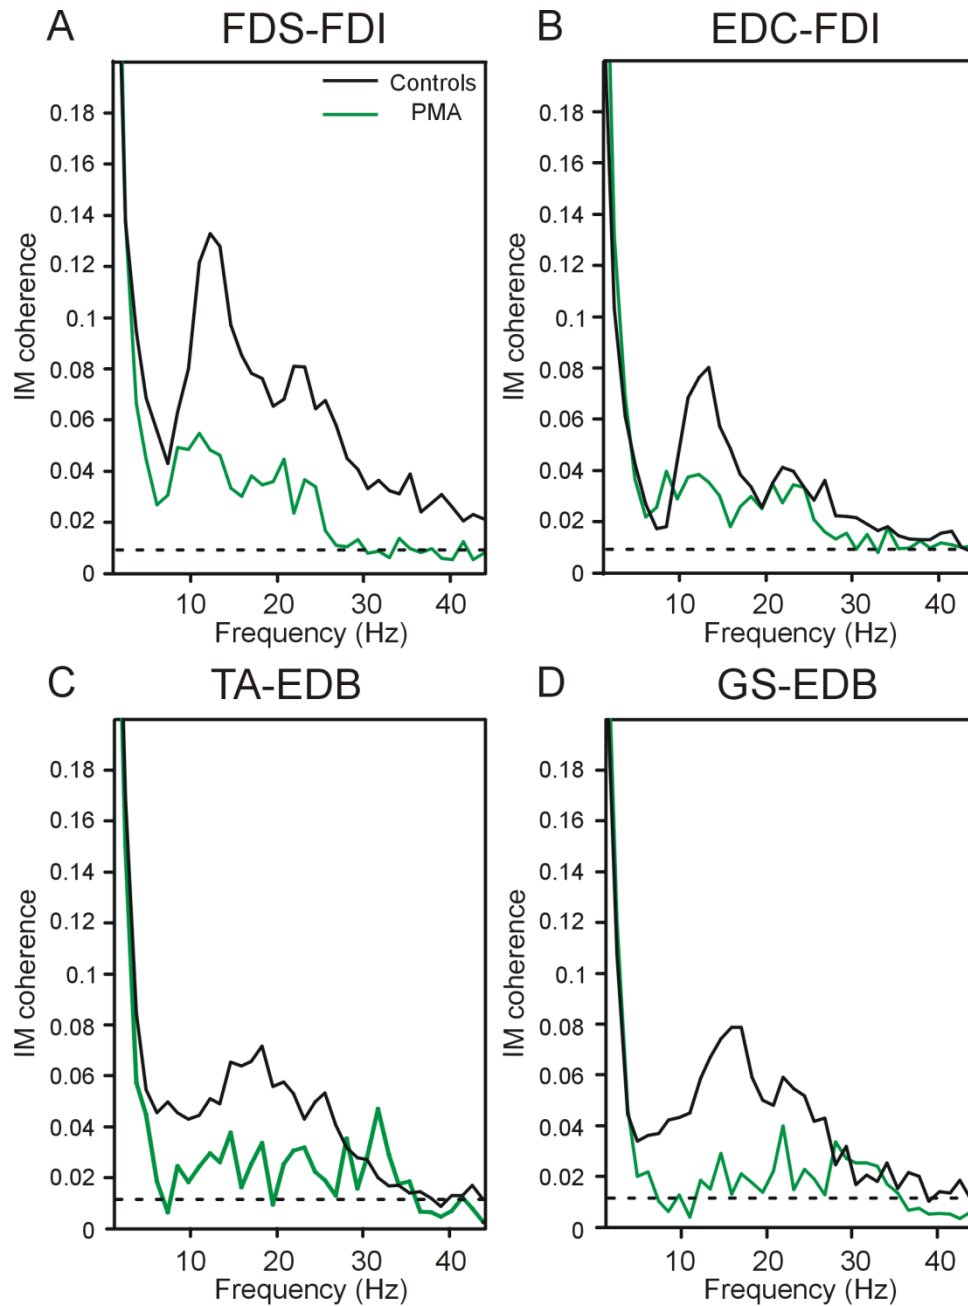 A FDS-FDI
Controls
PMA
0.18
0.16
0.14
0.12
0.1
0.08
0.06
0.04
0.02
0
IM coherence
10 20 30 40
Frequency (Hz)
B EDC-FDI
0.18
0.16
0.14
0.12
0.1
0.08
0.06
0.04
0.02
0
IM coherence
10 20 30 40
Frequency (Hz)
C TA-EDB
0.18
0.16
0.14
0.12
0.1
0.08
0.06
0.04
0.02
0
IM coherence
10 20 30 40
Frequency (Hz)
D GS-EDB
0.18
0.16
0.14
0.12
0.1
0.08
0.06
0.04
0.02
0
IM coherence
10 20 30 40
Frequency (Hz)